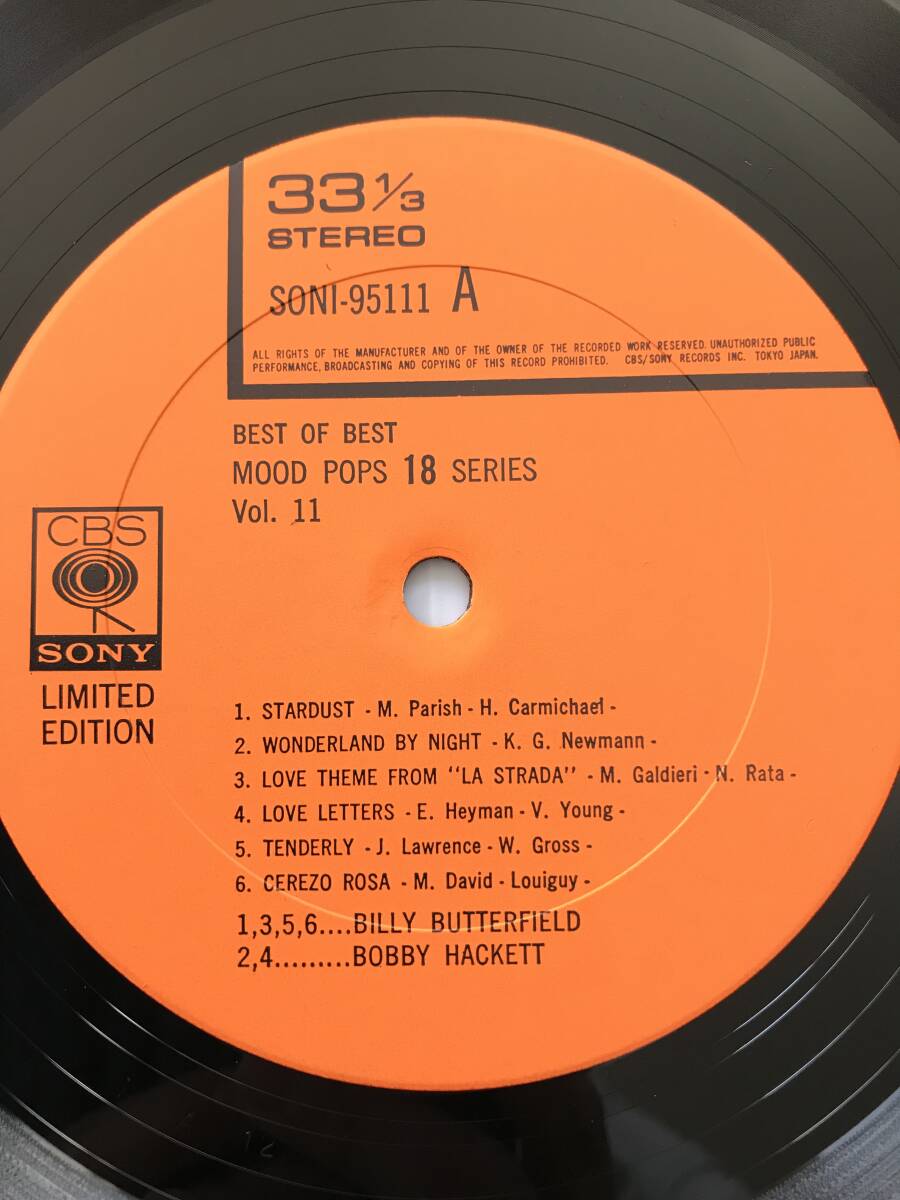 33 1/3
STEREO
SONI-95111 A
ALL RIGHTS OF THE MANUFACTURER AND OF THE OWNER OF THE RECORDED WORK RESERVED. UNAUTHORIZED PUBLIC
PERFORMANCE, BROADCASTING AND COPYING OF THIS RECORD PROHIBITED. CBS/SONY RECORDS INC. TOKYO JAPAN.
BEST OF BEST
MOOD POPS 18 SERIES
Vol. 11
CBS
SONY
LIMITED
EDITION
1. STARDUST - M. Parish - H. Carmichael -
2. WONDERLAND BY NIGHT - K. G. Newmann -
3. LOVE THEME FROM "LA STRADA" - M. Galdieri - N. Rata -
4. LOVE LETTERS - E. Heyman - V. Young -
5. TENDERLY - J. Lawrence - W. Gross -
6. CEREZO ROSA - M. David - Louiguy -
1,3,5,6....BILLY BUTTERFIELD
2,4.........BOBBY HACKETT